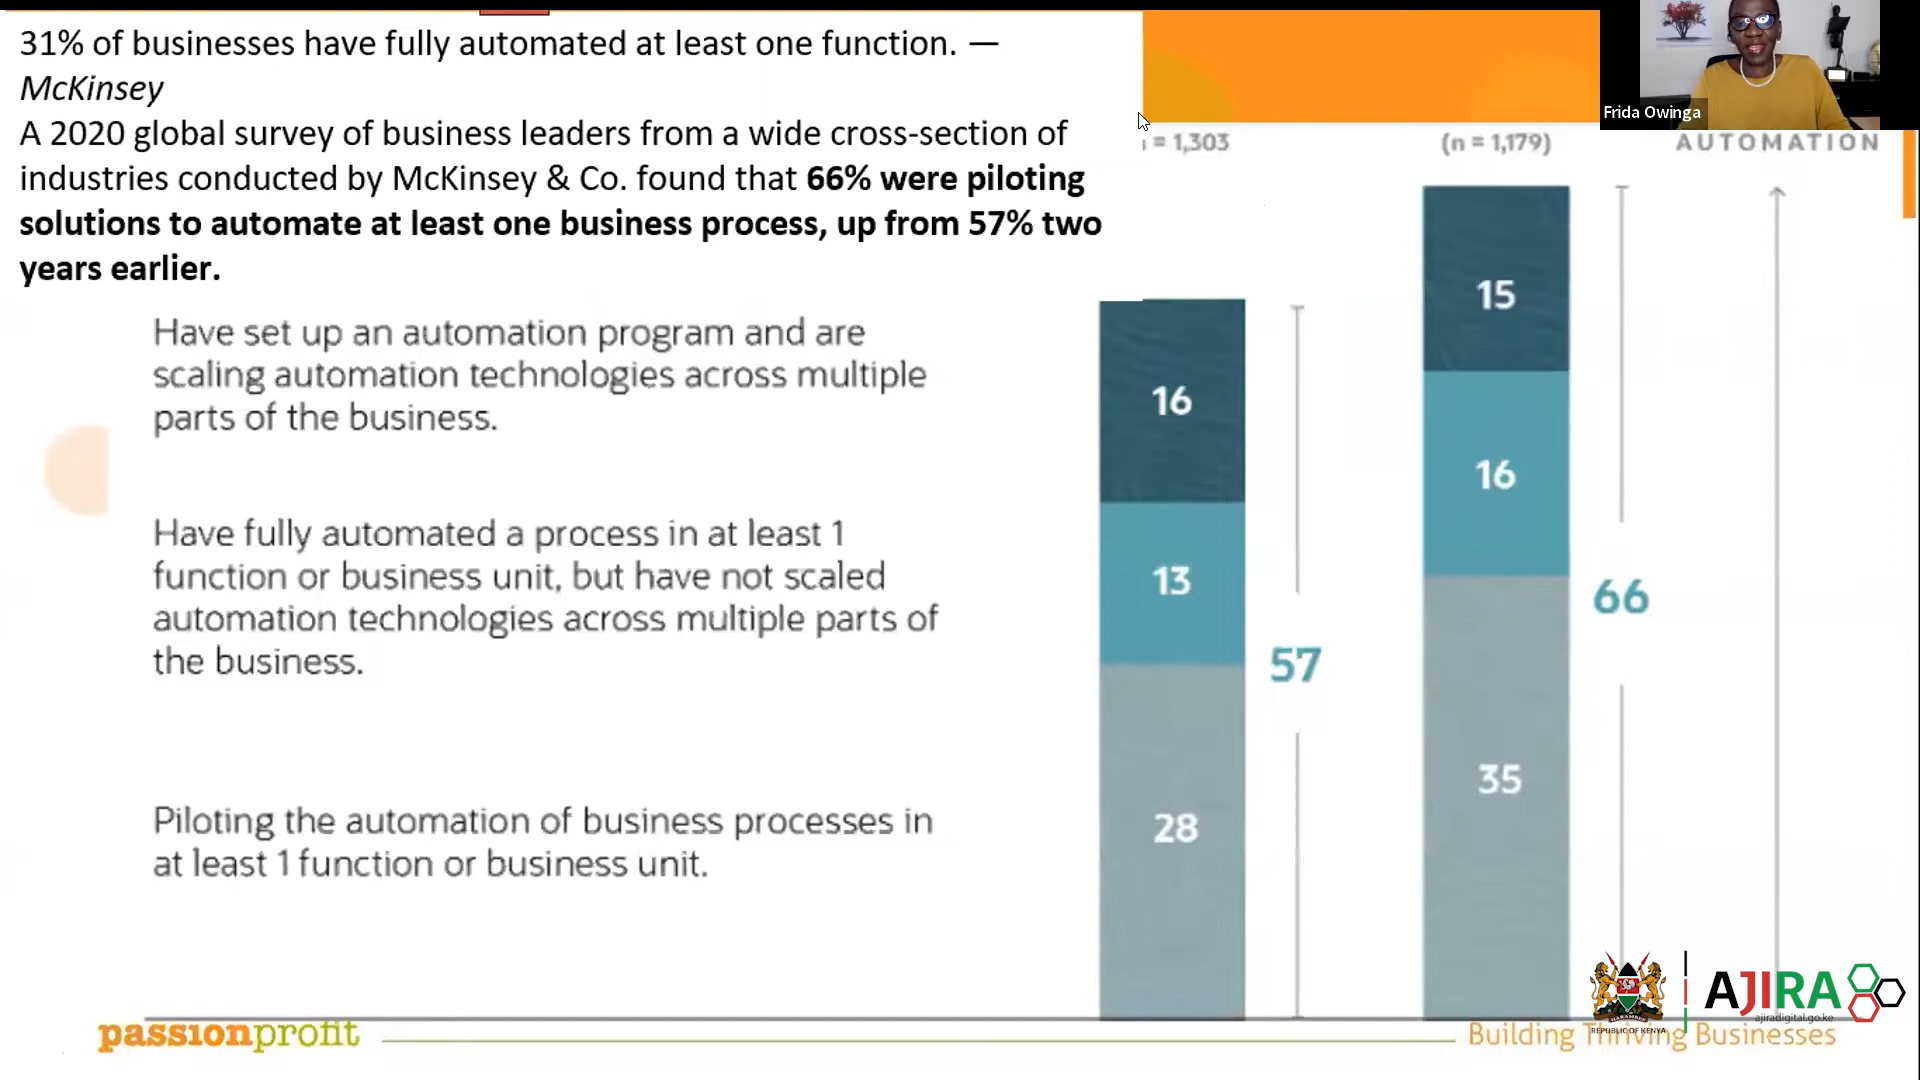 31% of businesses have fully automated at least one function. —
McKinsey
A 2020 global survey of business leaders from a wide cross-section of
industries conducted by McKinsey & Co. found that 66% were piloting
solutions to automate at least one business process, up from 57% two
years earlier.
Frida Owinga
= 1,303
(n = 1,179)
AUTOMATION
Have set up an automation program and are
scaling automation technologies across multiple
parts of the business.
16
15
Have fully automated a process in at least 1
function or business unit, but have not scaled
automation technologies across multiple parts of
the business.
13
16
57
66
Piloting the automation of business processes in
at least 1 function or business unit.
28
35
HARAMBEE
REPUBLIC OF KENYA
AJIRA
ajiradigital.go.ke
passionprofit
Building Thriving Businesses